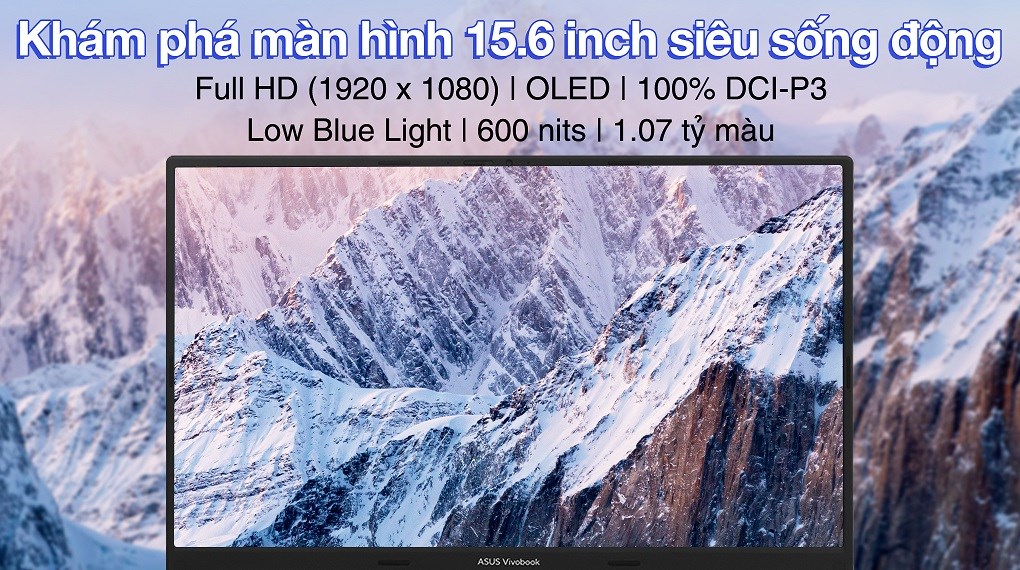 Khám phá màn hình 15.6 inch siêu sống động
Full HD (1920 x 1080) | OLED | 100% DCI-P3
Low Blue Light | 600 nits | 1.07 tỷ màu
ASUS Vivobook